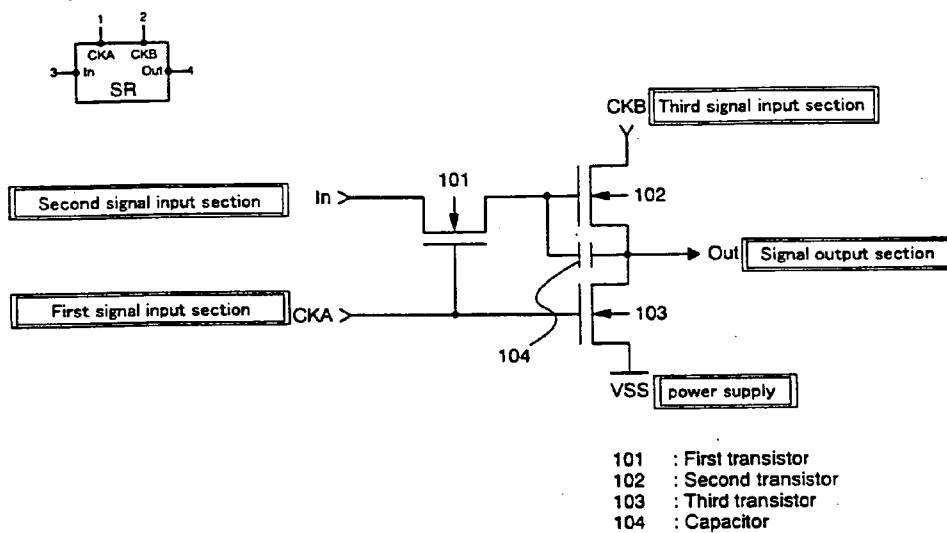 1 2
CKA CKB
3 In Out 4
SR
CKB Third signal input section
101
102
Second signal input section In
Out Signal output section
First signal input section CKA
103
104
VSS power supply
101 : First transistor
102 : Second transistor
103 : Third transistor
104 : Capacitor